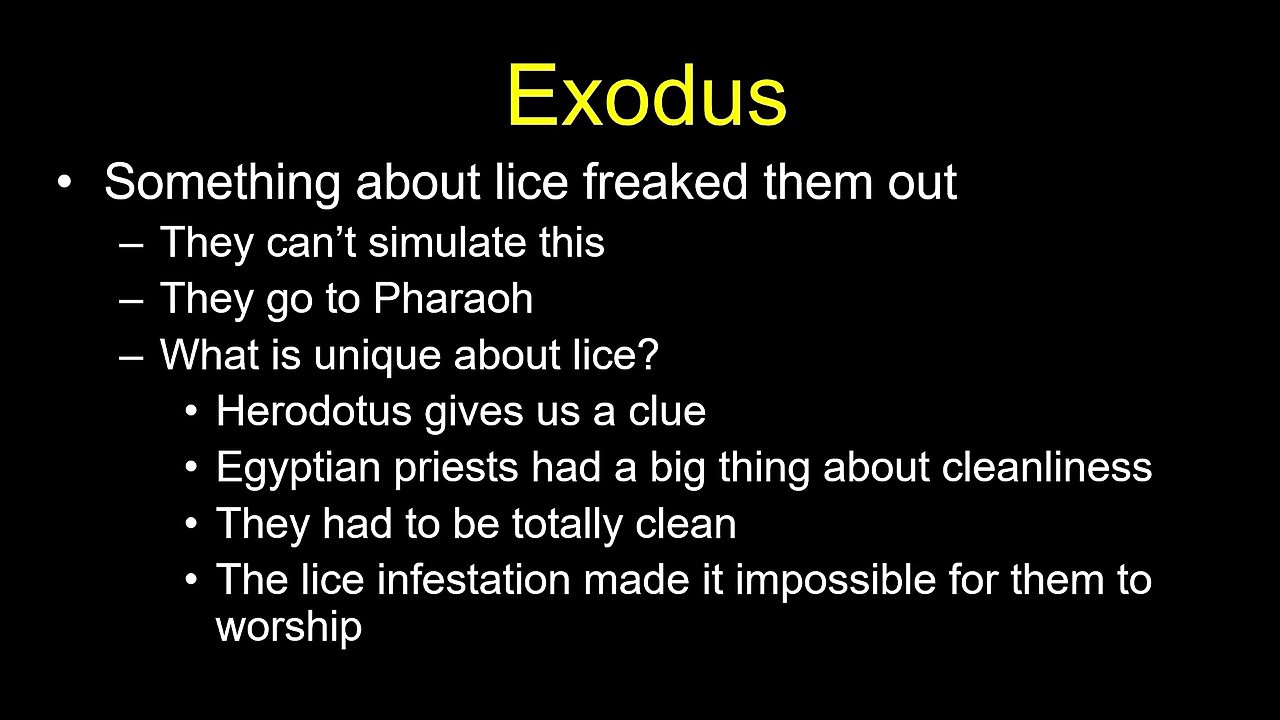 Exodus
• Something about lice freaked them out
– They can’t simulate this
– They go to Pharaoh
– What is unique about lice?
• Herodotus gives us a clue
• Egyptian priests had a big thing about cleanliness
• They had to be totally clean
• The lice infestation made it impossible for them to
worship